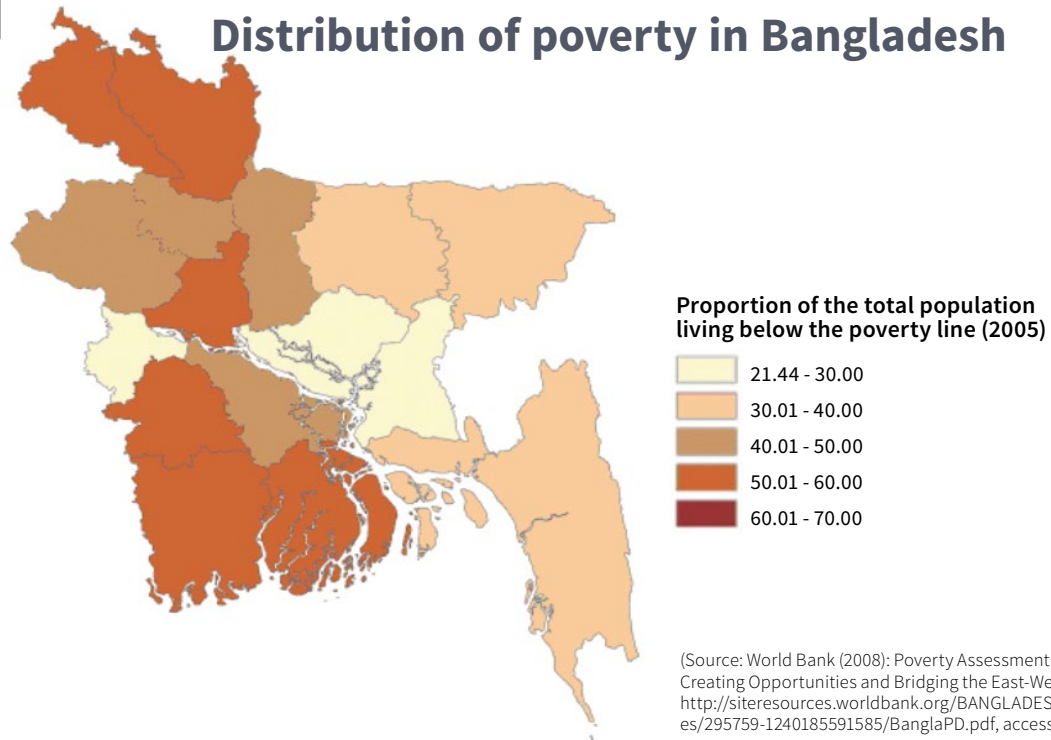 Distribution of poverty in Bangladesh
Proportion of the total population
living below the poverty line (2005)
21.44 - 30.00
30.01 - 40.00
40.01 - 50.00
50.01 - 60.00
60.01 - 70.00
(Source: World Bank (2008): Poverty Assessment
Creating Opportunities and Bridging the East-We
http://siteresources.worldbank.org/BANGLADES
es/295759-1240185591585/BanglaPD.pdf, access